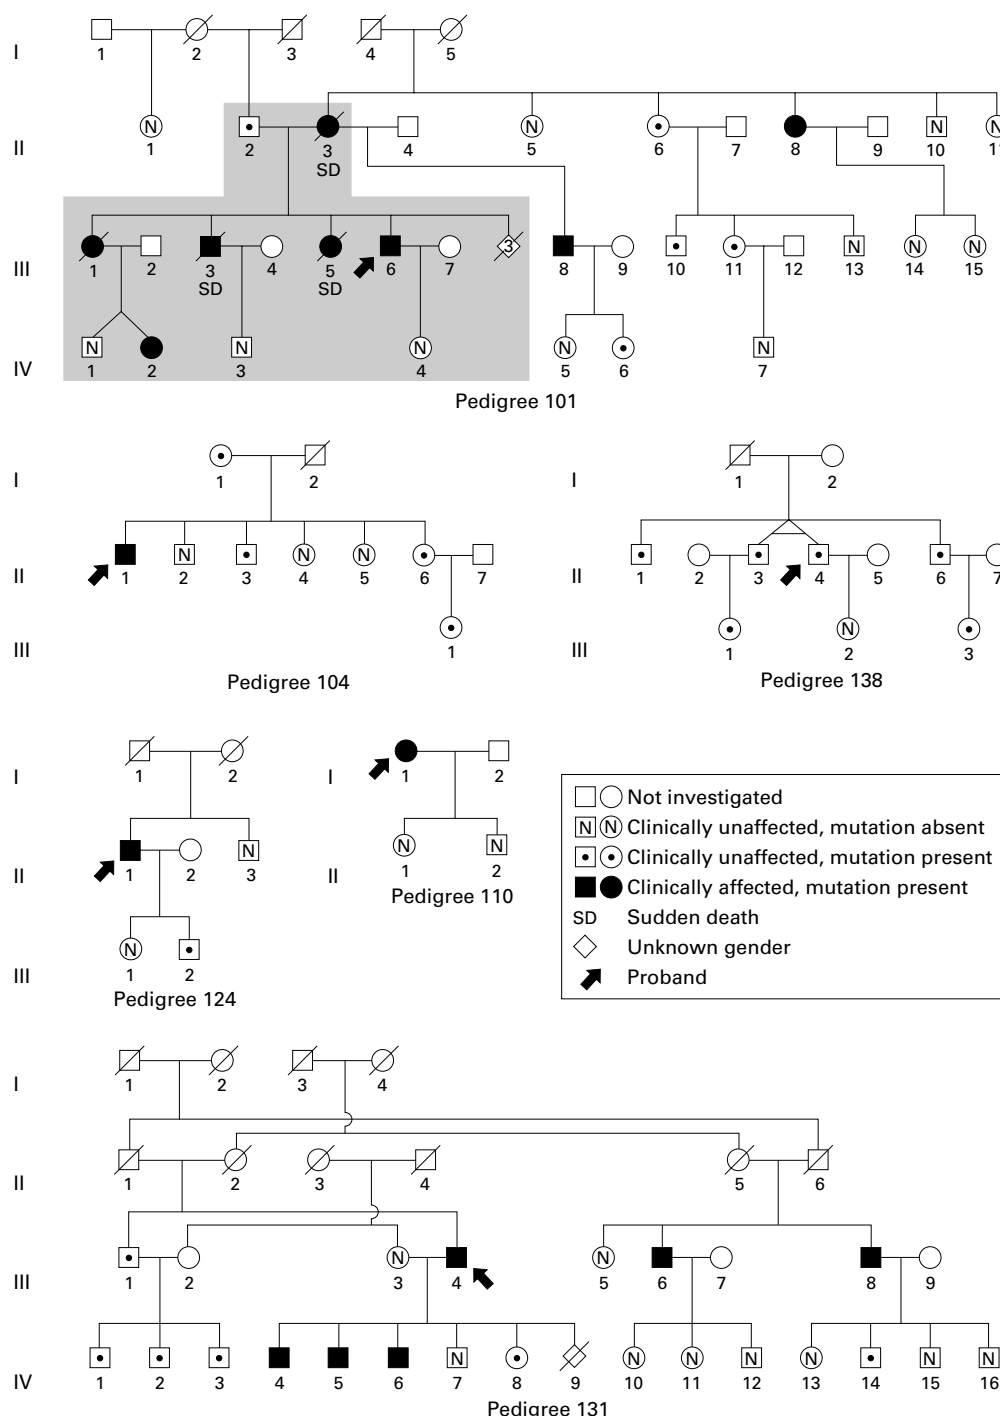 I
1 2 3 4 5
N N N N N
II
1 2 3 4 5 6 7 8 9 10 11
SD
3
N N N
III
1 2 3 4 5 6 7 8 9 10 11 12 13 14 15
SD SD
N N N N N
IV
1 2 3 4 5 6 7
Pedigree 101
I I
1 2 1 2
N N N
II II
1 2 3 4 5 6 7 1 2 3 4 5 6 7
N
III III
1 1 2 3
Pedigree 104 Pedigree 138
I I
1 2 1 2
Not investigated
N N Clinically unaffected, mutation absent
N N N
Clinically unaffected, mutation present
II II
1 2 3 1 2
Clinically affected, mutation present
Pedigree 110
SD Sudden death
N
Unknown gender
III
1 2
Proband
Pedigree 124
I
1 2 3 4
II
1 2 3 4 5 6
N N
III
1 2 3 4 5 6 7 8 9
N N N N N N N
IV
1 2 3 4 5 6 7 8 9 10 11 12 13 14 15 16
Pedigree 131